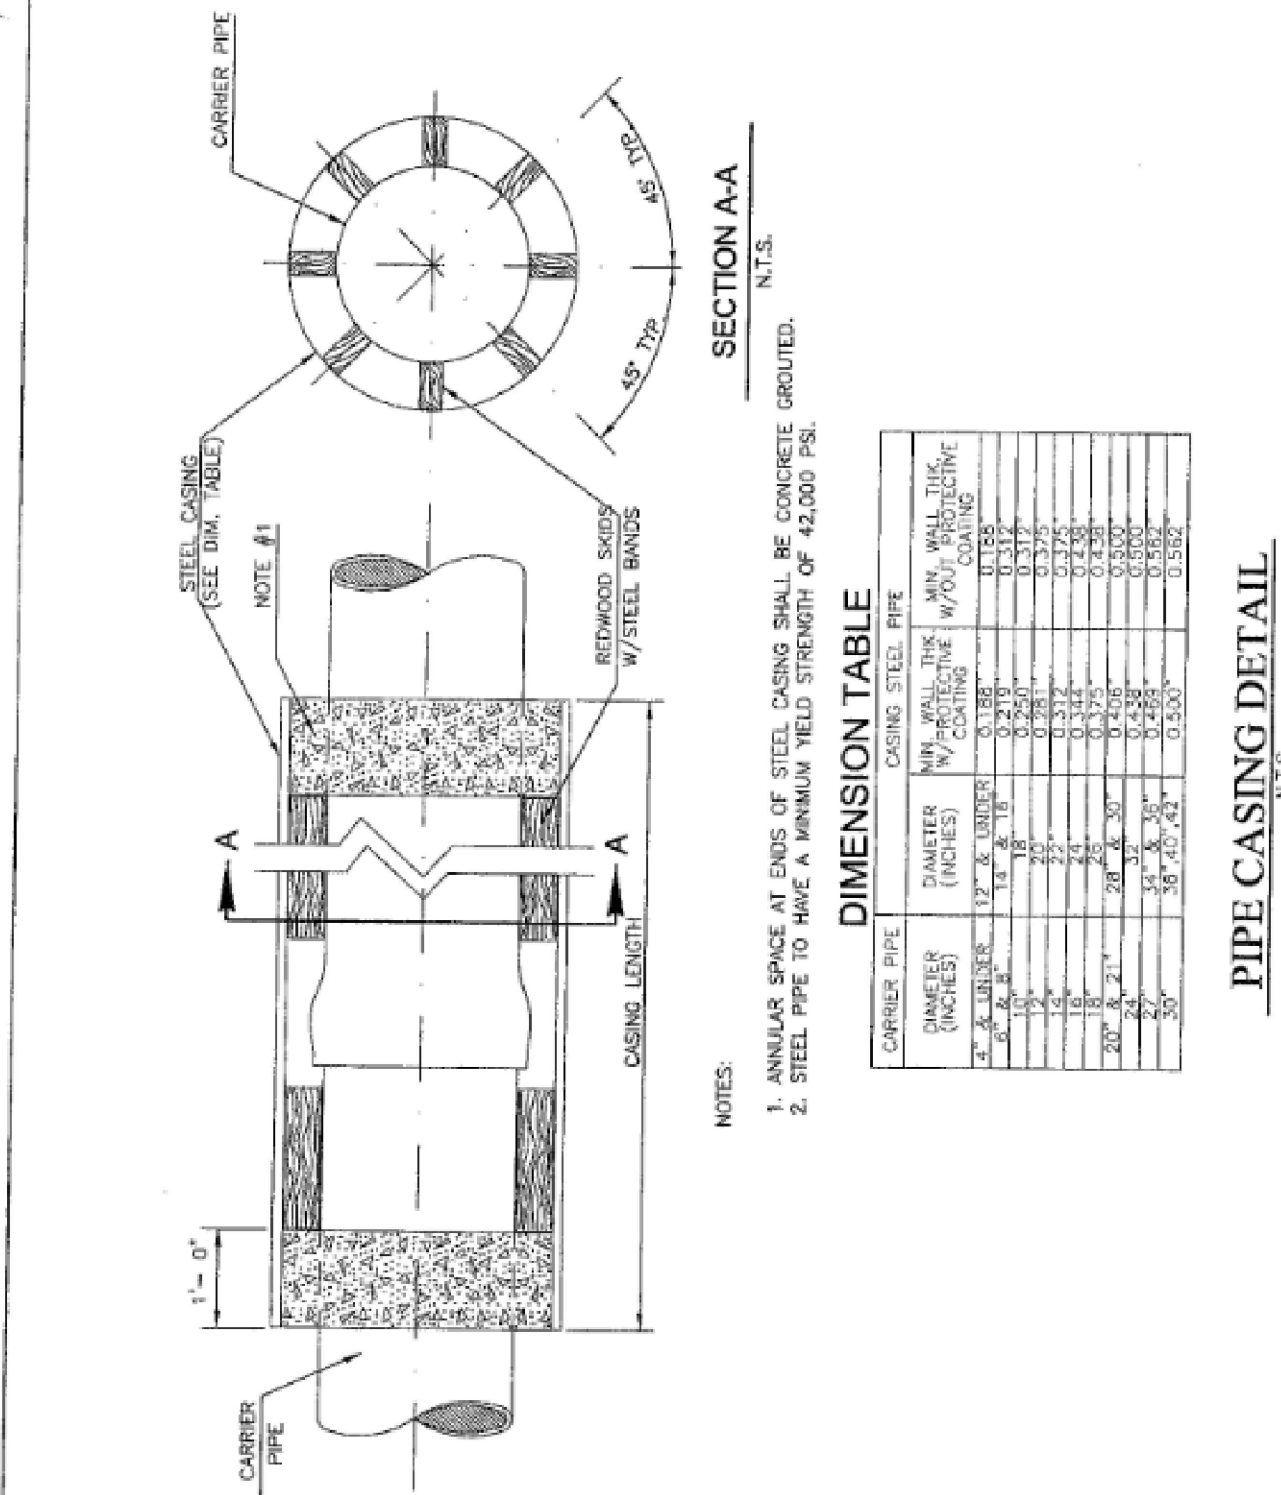 1'- 0"
CARRIER
PIPE
STEEL CASING
(SEE DIM. TABLE)
NOTE #1
CARRIER PIPE
A
A
CASING LENGTH
REDWOOD SKIDS
W/STEEL BANDS
45° TYP
45° TYP.
SECTION A-A
N.T.S.
NOTES:
1. ANNULAR SPACE AT ENDS OF STEEL CASING SHALL BE CONCRETE GROUTED.
2. STEEL PIPE TO HAVE A MINIMUM YIELD STRENGTH OF 42,000 PSI.
DIMENSION TABLE
CARRIER PIPE CASING STEEL PIPE
DIAMETER (INCHES) DIAMETER (INCHES) MIN. WALL THK. W/PROTECTIVE COATING MIN. WALL THK. W/OUT PROTECTIVE COATING
4" & UNDER 12" & UNDER 0.188" 0.188
6" & 8" 14" & 16" 0.219 0.312"
10" 18" 0.250" 0.312"
12" 20" 0.281" 0.375
14" 22" 0.312 0.375"
16" 24" 0.344 0.438"
18" 26" 0.375" 0.438
20" & 21" 28" & 30" 0.406" 0.500"
24" 32" 0.438 0.500"
27" 34" & 36" 0.469" 0.562"
30" 38",40",42" 0.500" 0.562"
PIPE CASING DETAIL
N.T.S.